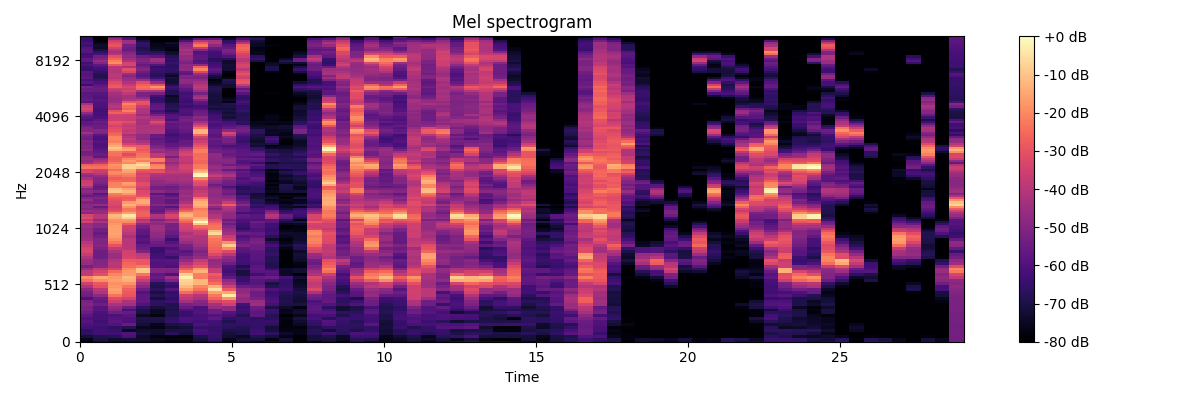 Mel spectrogram
Hz
8192
4096
2048
1024
512
0
0 5 10 15 20 25
Time
+0 dB
-10 dB
-20 dB
-30 dB
-40 dB
-50 dB
-60 dB
-70 dB
-80 dB